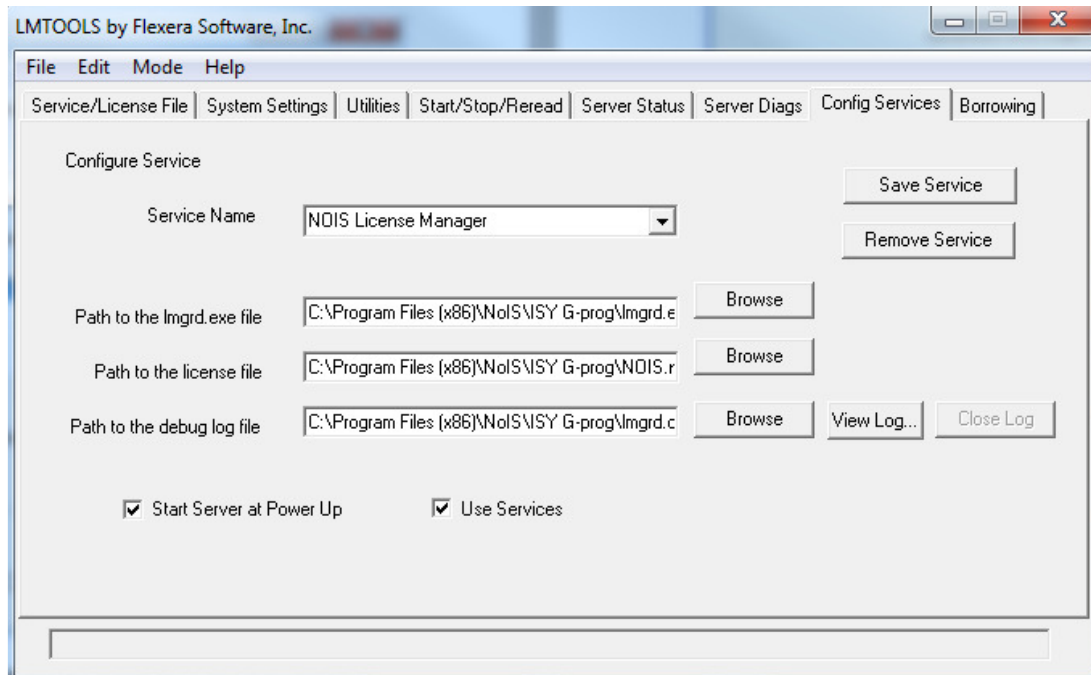 LMTOOLS by Flexera Software, Inc.
File Edit Mode Help
Service/License File System Settings Utilities Start/Stop/Reread Server Status Server Diags Config Services Borrowing
Configure Service
Save Service
Service Name NOIS License Manager
Remove Service
Path to the lmgrd.exe file C:\Program Files (x86)\NoIS\ISY G-prog\lmgrd.e Browse
Path to the license file C:\Program Files (x86)\NoIS\ISY G-prog\NOIS.r Browse
Path to the debug log file C:\Program Files (x86)\NoIS\ISY G-prog\lmgrd.c Browse View Log... Close Log
Start Server at Power Up Use Services